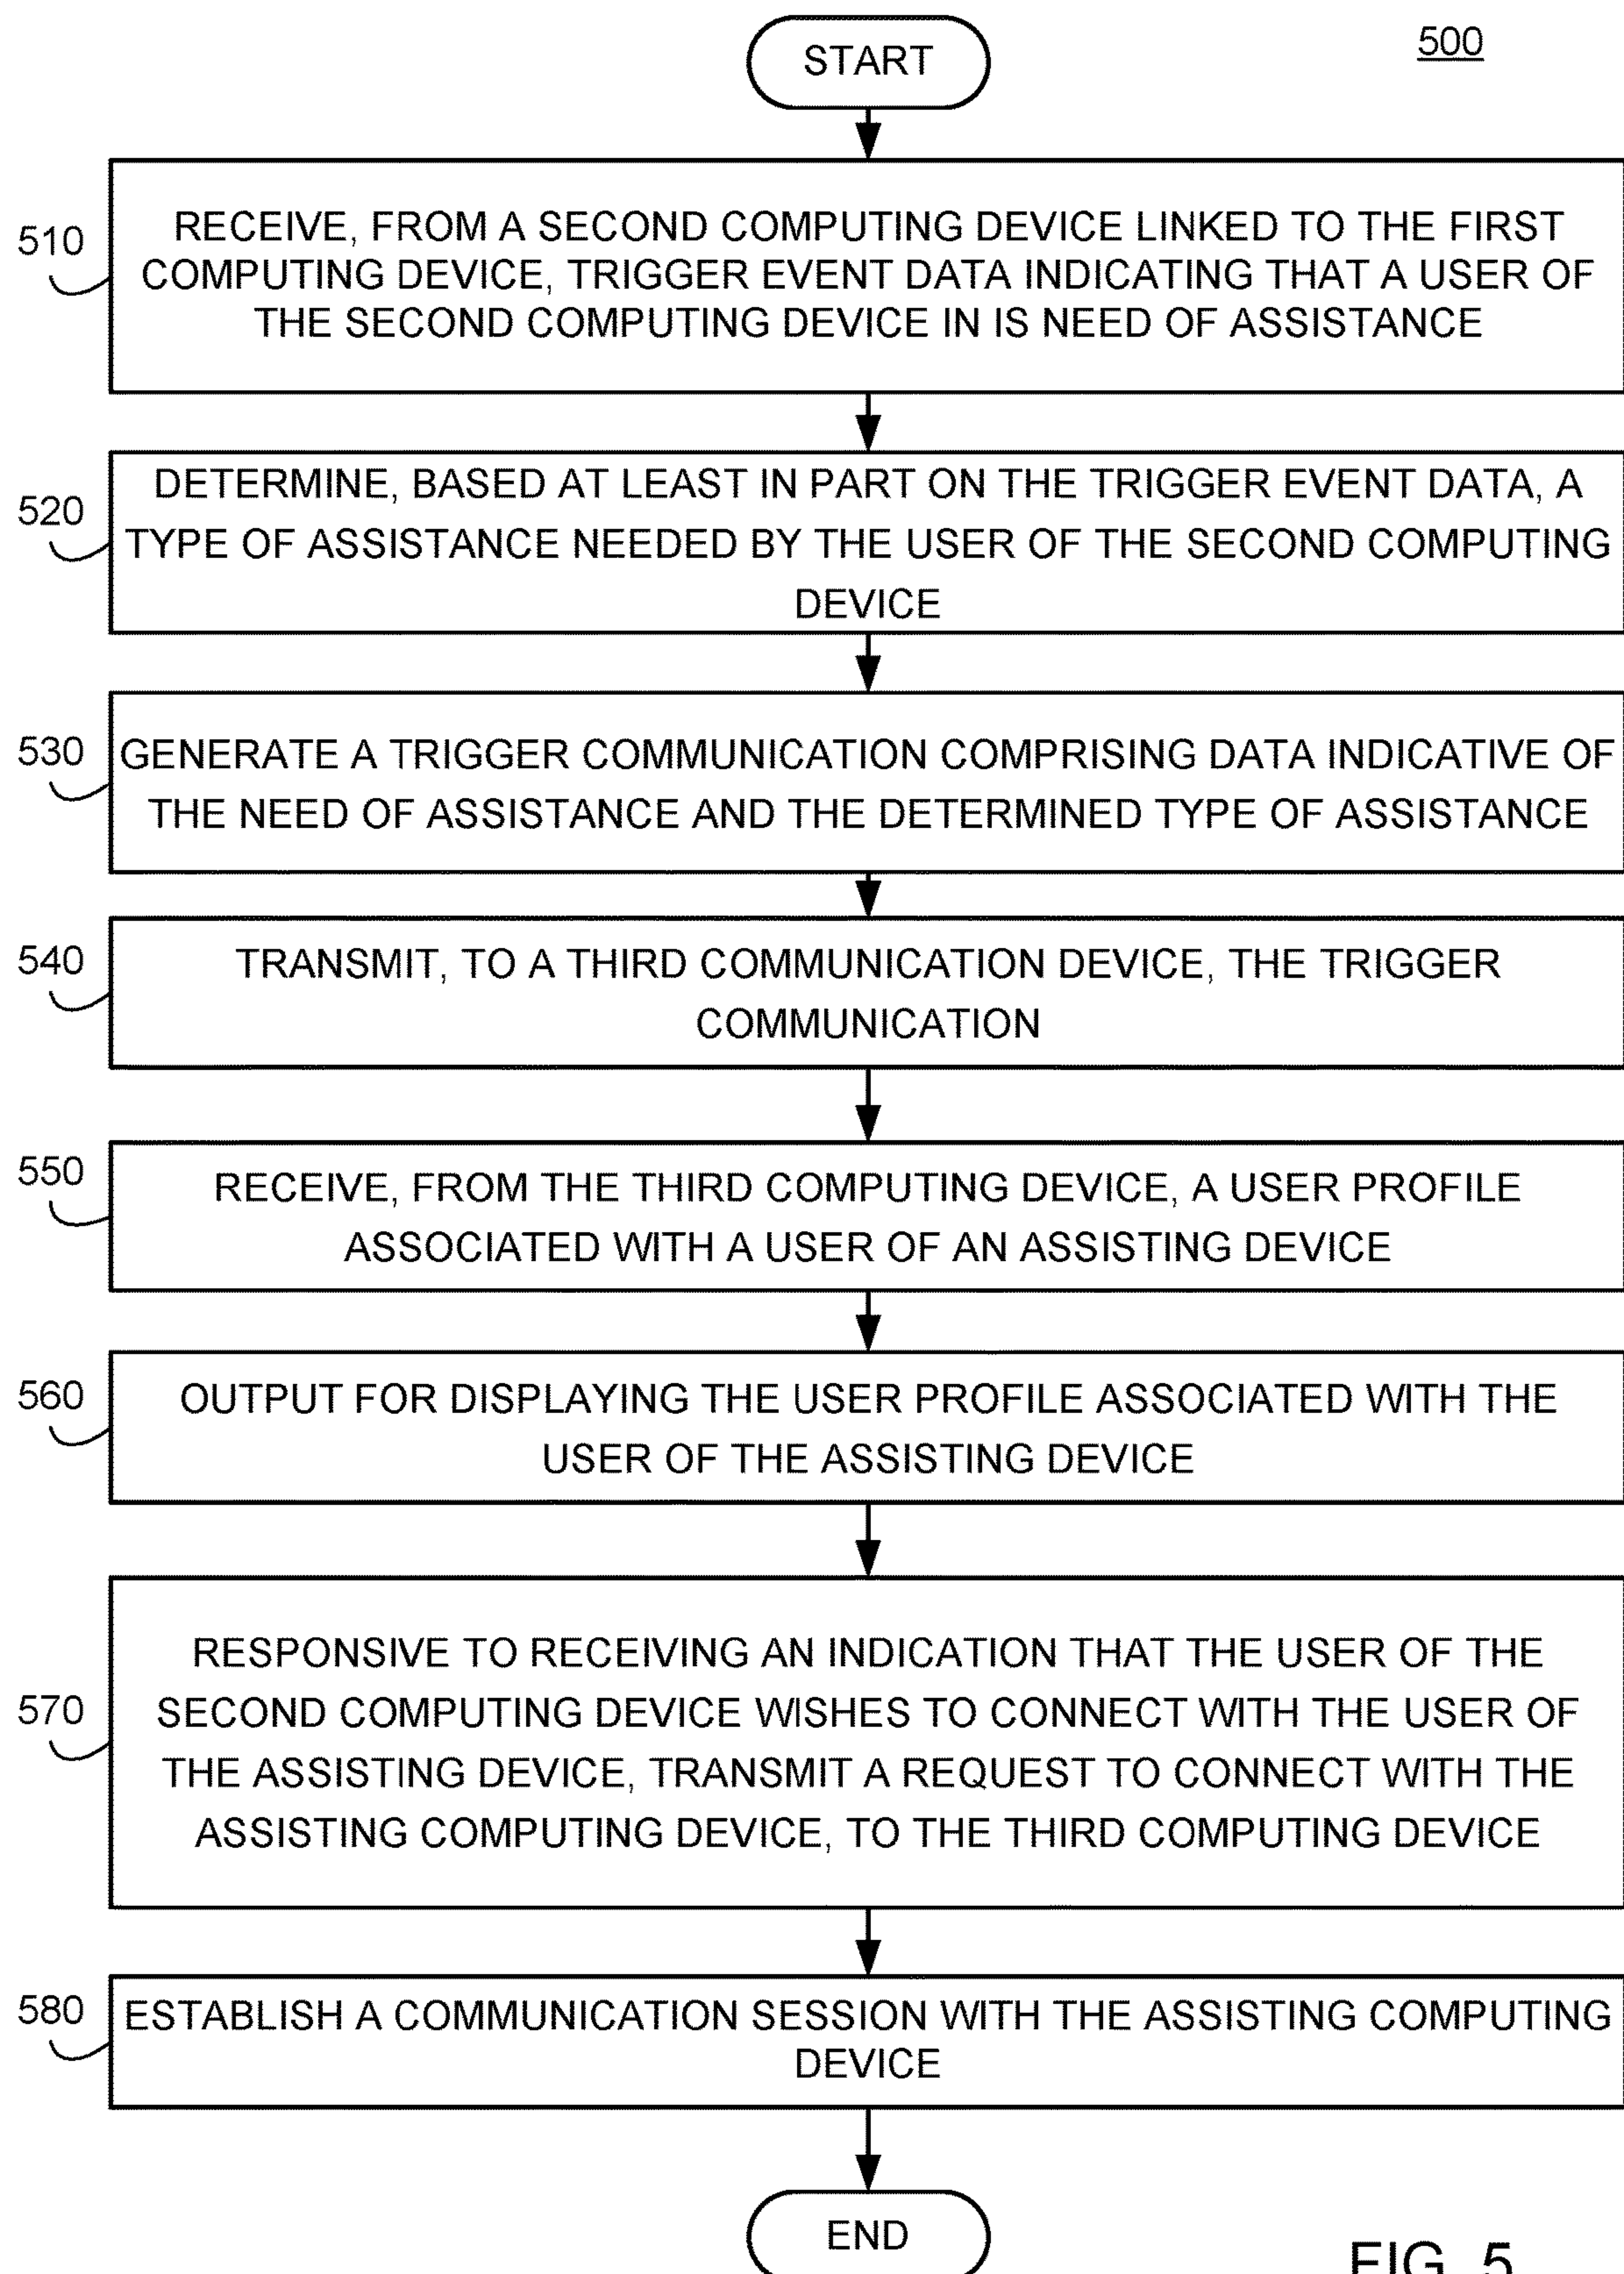 START
500
510
RECEIVE, FROM A SECOND COMPUTING DEVICE LINKED TO THE FIRST
COMPUTING DEVICE, TRIGGER EVENT DATA INDICATING THAT A USER OF
THE SECOND COMPUTING DEVICE IN IS NEED OF ASSISTANCE
520
DETERMINE, BASED AT LEAST IN PART ON THE TRIGGER EVENT DATA, A
TYPE OF ASSISTANCE NEEDED BY THE USER OF THE SECOND COMPUTING
DEVICE
530
GENERATE A TRIGGER COMMUNICATION COMPRISING DATA INDICATIVE OF
THE NEED OF ASSISTANCE AND THE DETERMINED TYPE OF ASSISTANCE
540
TRANSMIT, TO A THIRD COMMUNICATION DEVICE, THE TRIGGER
COMMUNICATION
550
RECEIVE, FROM THE THIRD COMPUTING DEVICE, A USER PROFILE
ASSOCIATED WITH A USER OF AN ASSISTING DEVICE
560
OUTPUT FOR DISPLAYING THE USER PROFILE ASSOCIATED WITH THE
USER OF THE ASSISTING DEVICE
570
RESPONSIVE TO RECEIVING AN INDICATION THAT THE USER OF THE
SECOND COMPUTING DEVICE WISHES TO CONNECT WITH THE USER OF
THE ASSISTING DEVICE, TRANSMIT A REQUEST TO CONNECT WITH THE
ASSISTING COMPUTING DEVICE, TO THE THIRD COMPUTING DEVICE
580
ESTABLISH A COMMUNICATION SESSION WITH THE ASSISTING COMPUTING
DEVICE
END
FIG. 5